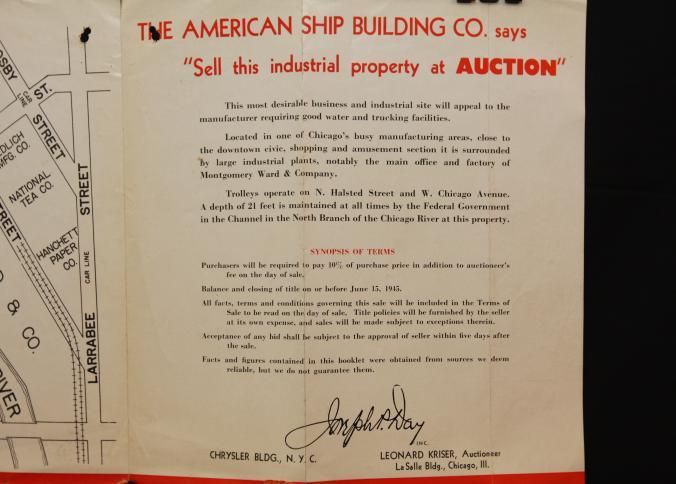 THE AMERICAN SHIP BUILDING CO. says
"Sell this industrial property at AUCTION"
This most desirable business and industrial site will appeal to the
manufacturer requiring good water and trucking facilities.
Located in one of Chicago's busy manufacturing areas, close to
the downtown civic, shopping and amusement section it is surrounded
by large industrial plants, notably the main office and factory of
Montgomery Ward & Company.
Trolleys operate on N. Halsted Street and W. Chicago Avenue.
A depth of 21 feet is maintained at all times by the Federal Government
in the Channel in the North Branch of the Chicago River at this property.
SYNOPSIS OF TERMS
Purchasers will be required to pay 10% of purchase price in addition to auctioneer's
fee on the day of sale.
Balance and closing of title on or before June 15, 1945.
All facts, terms and conditions governing this sale will be included in the Terms of
Sale to be read on the day of sale. Title policies will be furnished by the seller
at its own expense, and sales will be made subject to exceptions therein.
Acceptance of any bid shall be subject to the approval of seller within five days after
the sale.
Facts and figures contained in this booklet were obtained from sources we deem
reliable, but we do not guarantee them.
Joseph P. Day
INC.
CHRYSLER BLDG., N. Y. C.
LEONARD KRISER, Auctioneer
La Salle Bldg., Chicago, Ill.
OSBY
CAR LINE
ST.
STREET
DLICH
MFG. CO.
NATIONAL
TEA CO.
STREET
HANCHETT
PAPER
CO.
CAR LINE
LARRABEE STREET
& CO.
RIVER